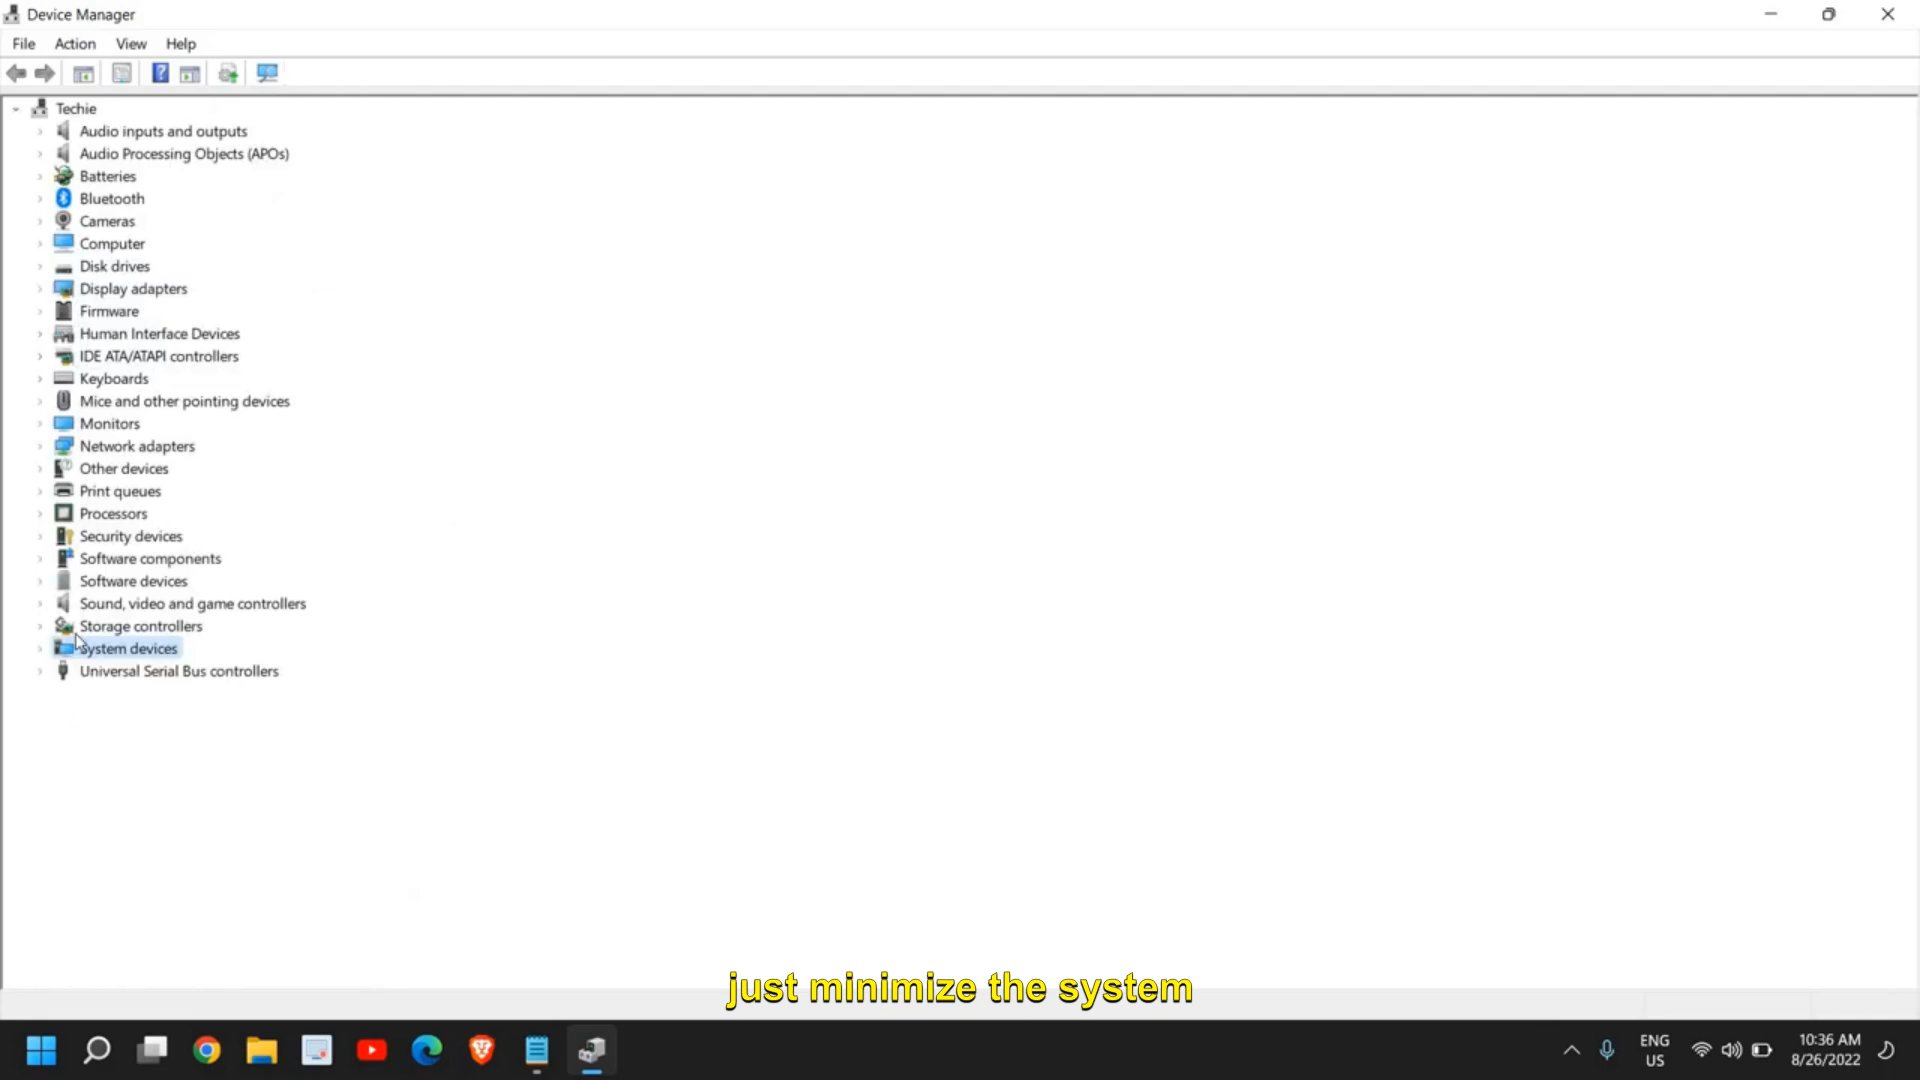 Device Manager
File Action View Help
Techie
Audio inputs and outputs
Audio Processing Objects (APOs)
Batteries
Bluetooth
Cameras
Computer
Disk drives
Display adapters
Firmware
Human Interface Devices
IDE ATA/ATAPI controllers
Keyboards
Mice and other pointing devices
Monitors
Network adapters
Other devices
Print queues
Processors
Security devices
Software components
Software devices
Sound, video and game controllers
Storage controllers
System devices
Universal Serial Bus controllers
just minimize the system
ENG
US
10:36 AM
8/26/2022